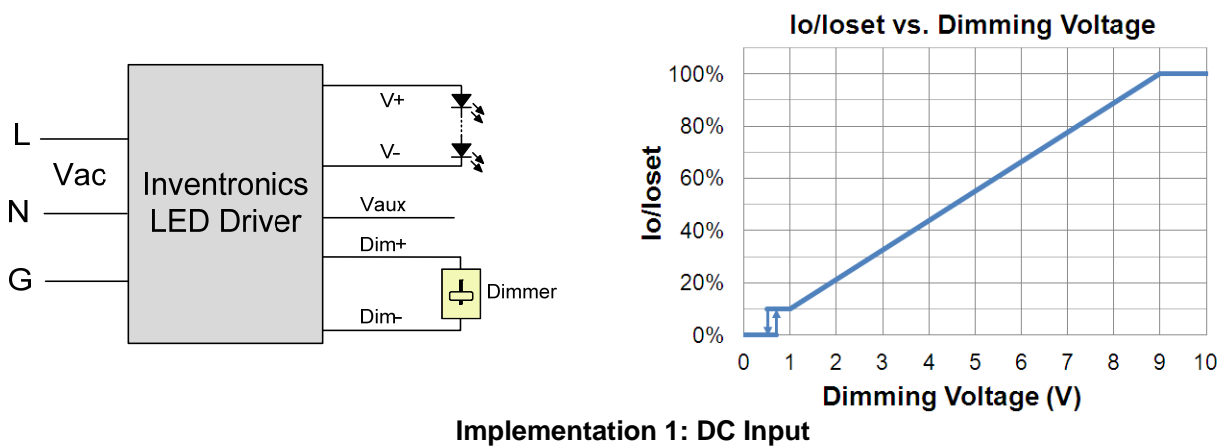 L
Vac
N
G
Inventronics
LED Driver
V+
V-
Vaux
Dim+
Dimmer
Dim-
Io/Ioset vs. Dimming Voltage
Io/Ioset
100%
80%
60%
40%
20%
0%
0 1 2 3 4 5 6 7 8 9 10
Dimming Voltage (V)
Implementation 1: DC Input